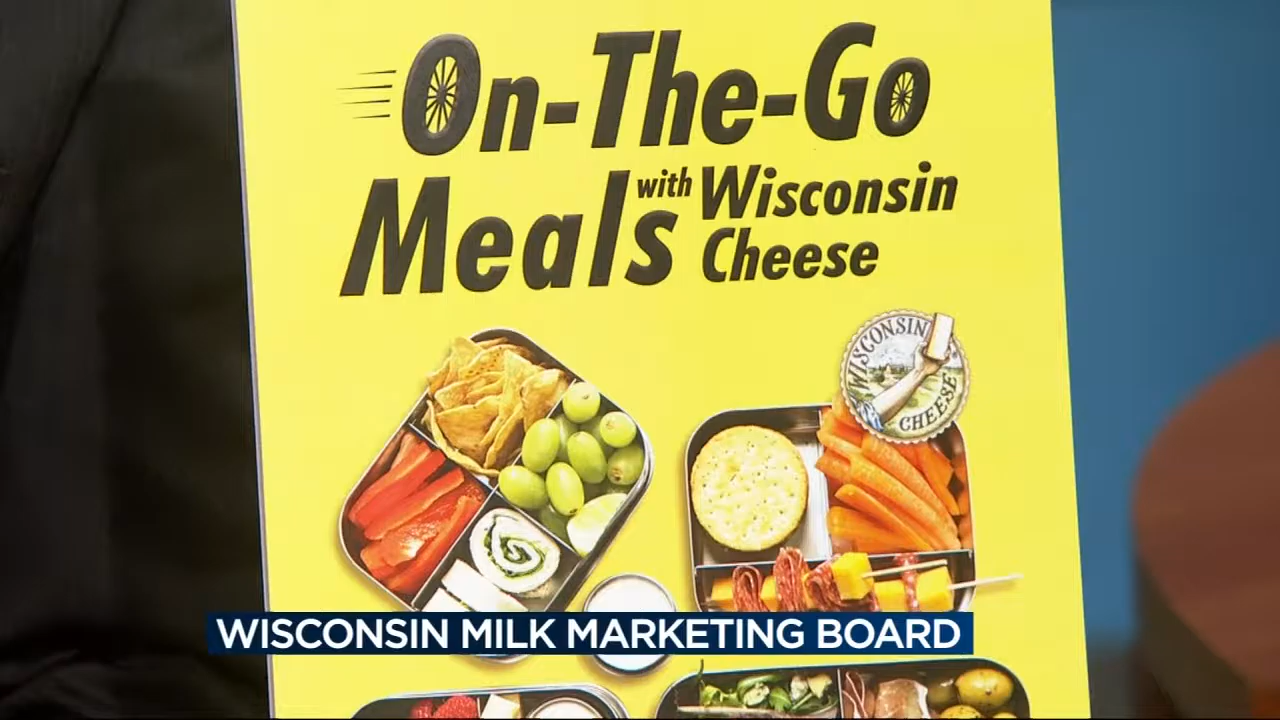 On-The-Go
Meals with Wisconsin
Cheese
WISCONSIN
CHEESE
WISCONSIN MILK MARKETING BOARD